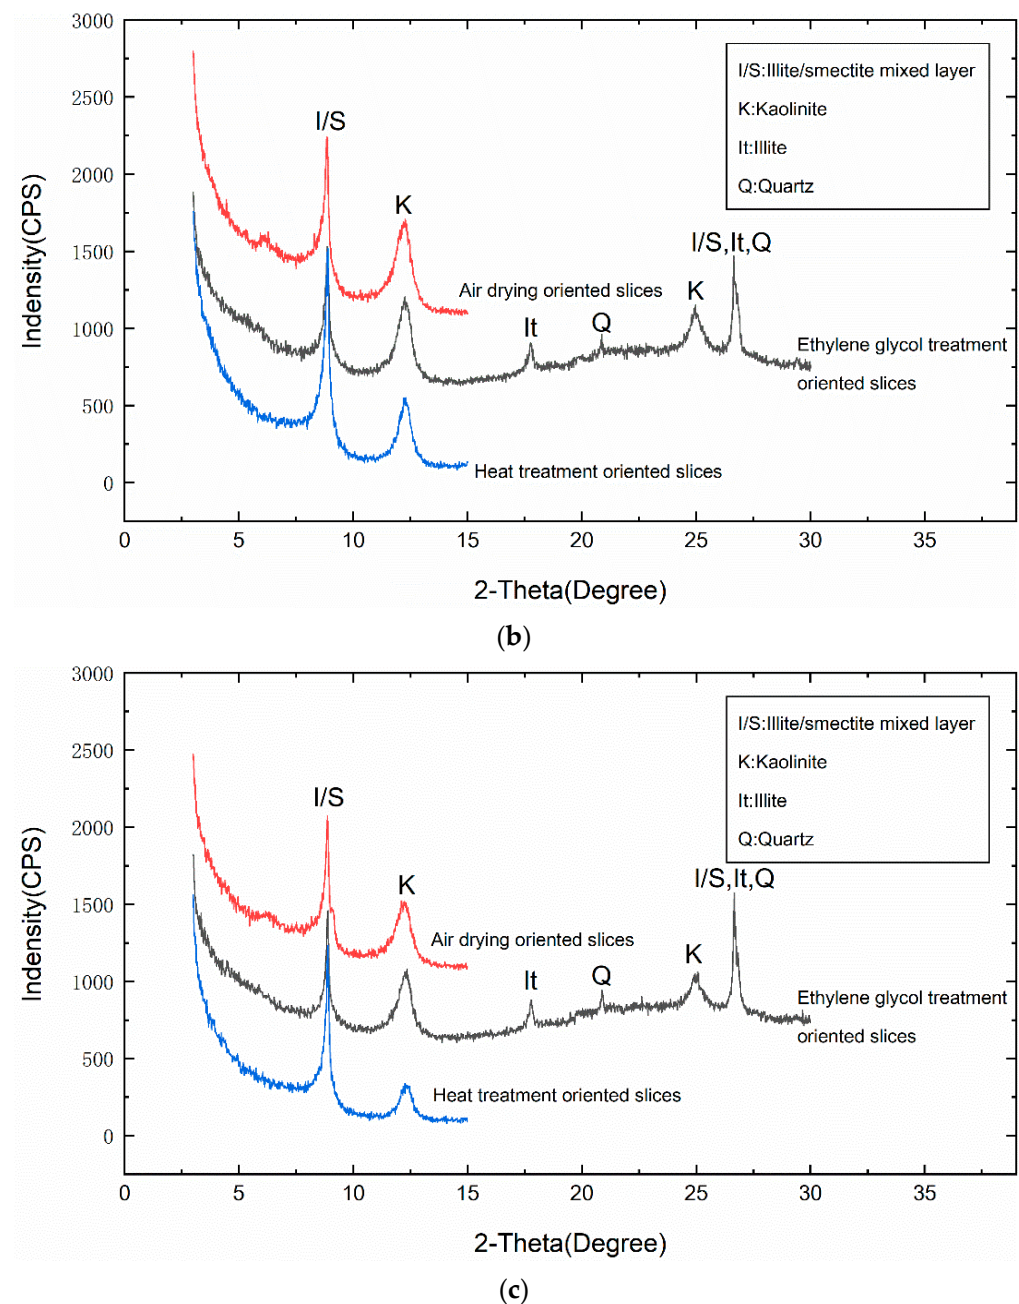 3000
2500
2000
1500
1000
500
0
Indensity(CPS)
I/S:Illite/smectite mixed layer
K:Kaolinite
It:Illite
Q:Quartz
I/S
K
I/S,It,Q
Air drying oriented slices
K
It
Q
Ethylene glycol treatment
oriented slices
Heat treatment oriented slices
0 5 10 15 20 25 30 35
2-Theta(Degree)
(b)
3000
2500
2000
1500
1000
500
0
Indensity(CPS)
I/S:Illite/smectite mixed layer
K:Kaolinite
It:Illite
Q:Quartz
I/S
K
I/S,It,Q
Air drying oriented slices
K
It
Q
Ethylene glycol treatment
oriented slices
Heat treatment oriented slices
0 5 10 15 20 25 30 35
2-Theta(Degree)
(c)